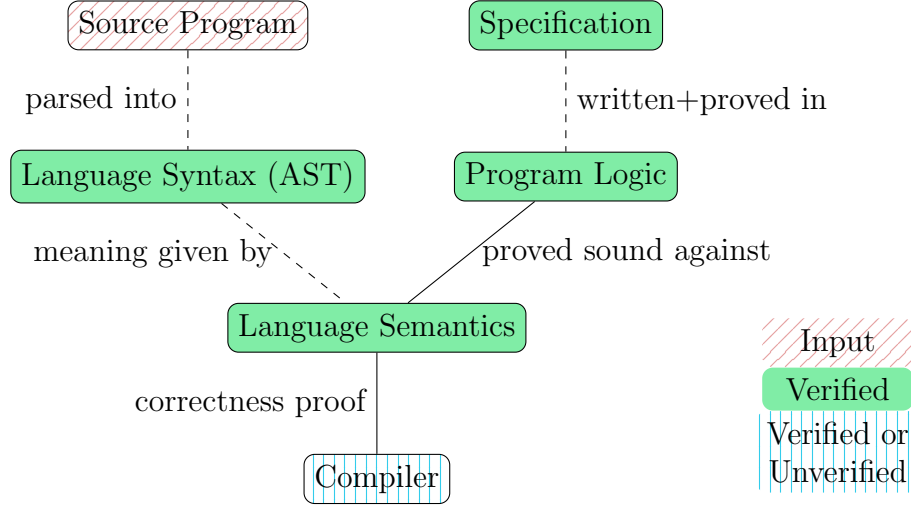 Source Program
Specification
parsed into
written+proved in
Language Syntax (AST)
Program Logic
meaning given by
proved sound against
Language Semantics
correctness proof
Compiler
Input
Verified
Verified or
Unverified